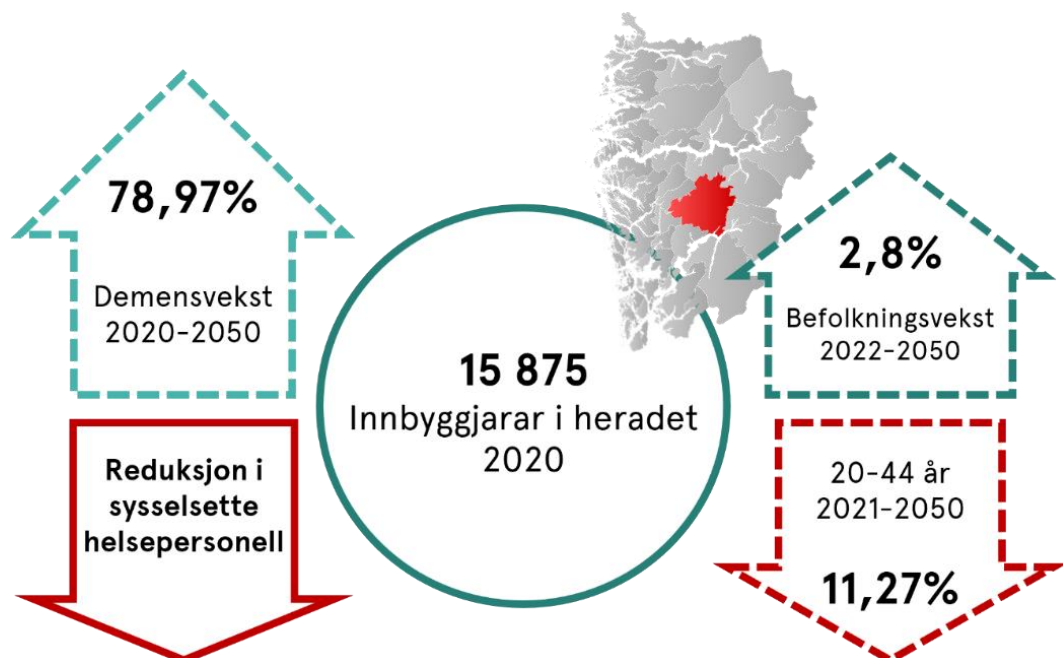 78,97%
Demensvekst
2020-2050
Reduksjon i
sysselsette
helsepersonell
15 875
Innbyggjarar i heradet
2020
2,8%
Befolkningsvekst
2022-2050
20-44 år
2021-2050
11,27%